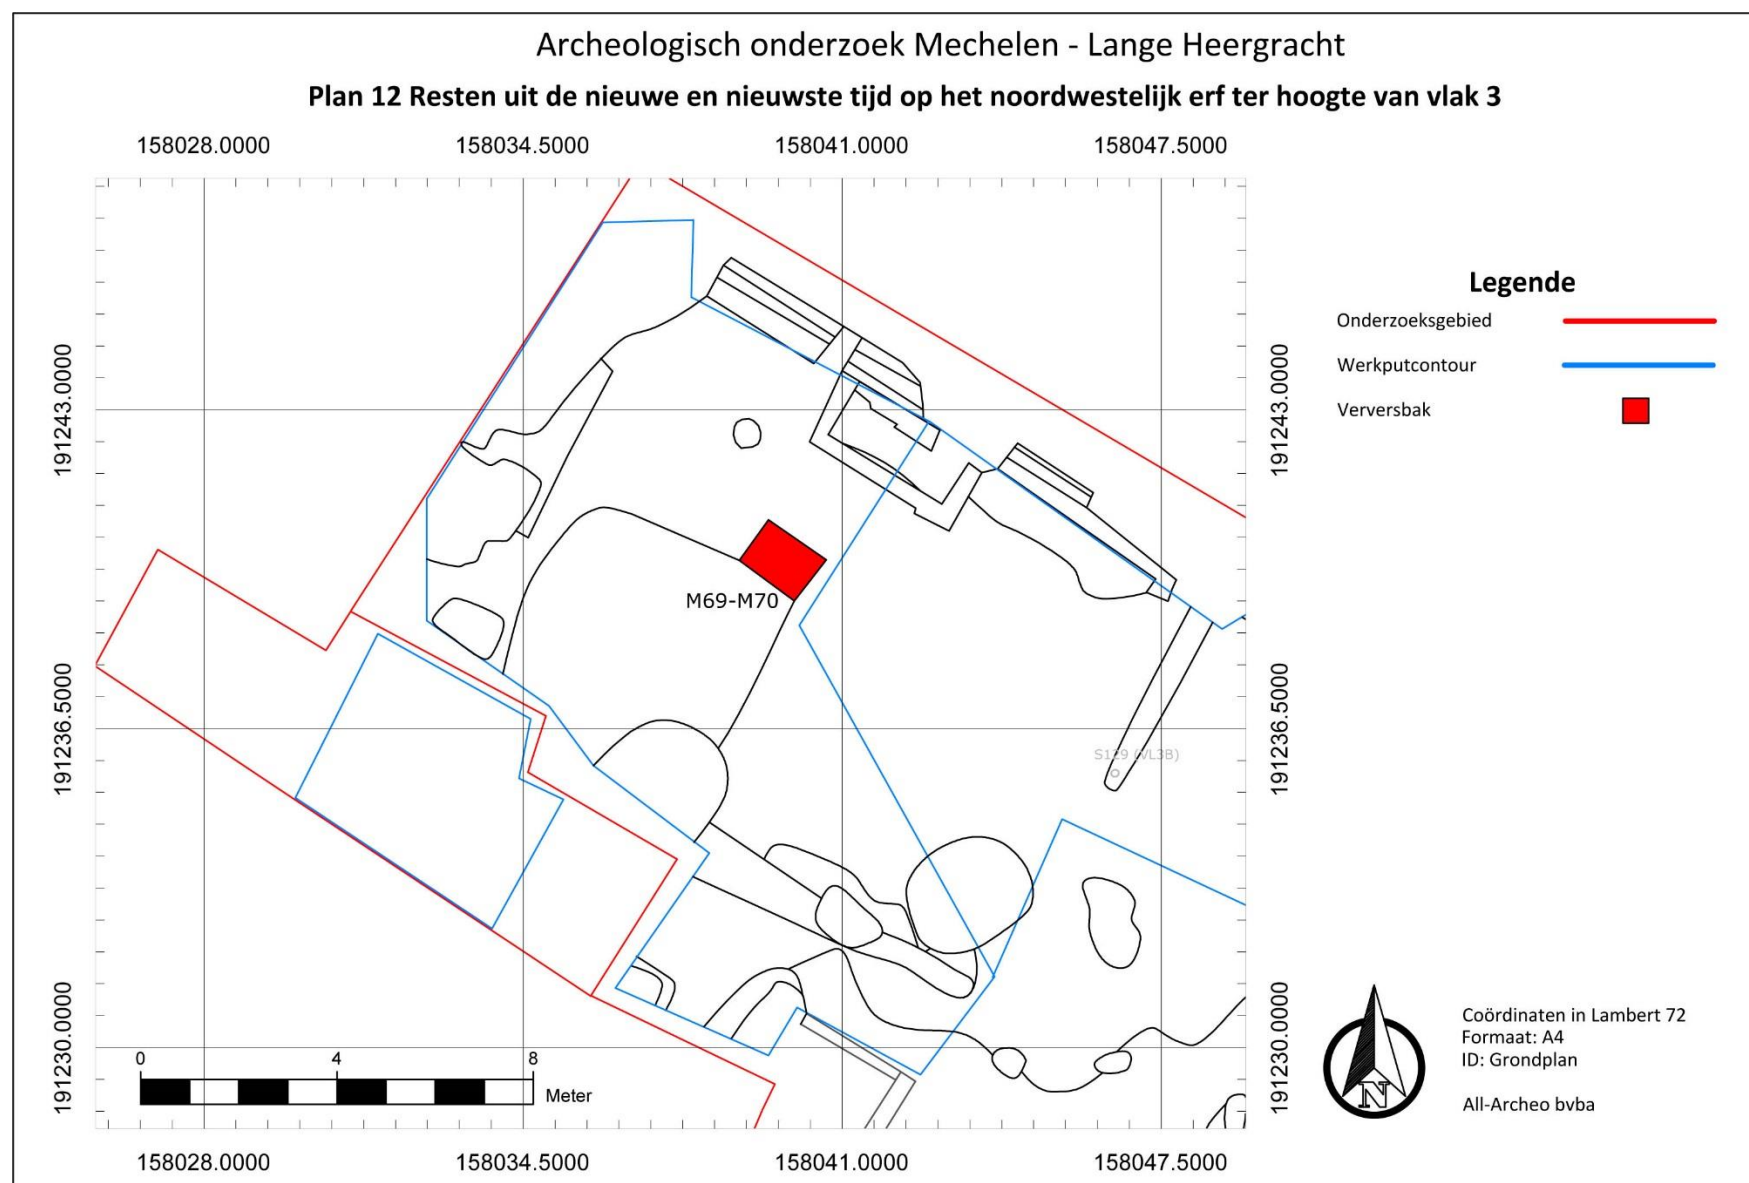 Archeologisch onderzoek Mechelen - Lange Heergracht
Plan 12 Resten uit de nieuwe en nieuwste tijd op het noordwestelijk erf ter hoogte van vlak 3
158028.0000 158034.5000 158041.0000 158047.5000
191243.0000
191236.5000
191230.0000
M69-M70
S129 (VL3B)
0 4 8
Meter
191243.0000
191236.5000
191230.0000
158028.0000 158034.5000 158041.0000 158047.5000
Legende
Onderzoeksgebied
Werkputcontour
Verversbak
N
Coördinaten in Lambert 72
Formaat: A4
ID: Grondplan
All-Archeo bvba